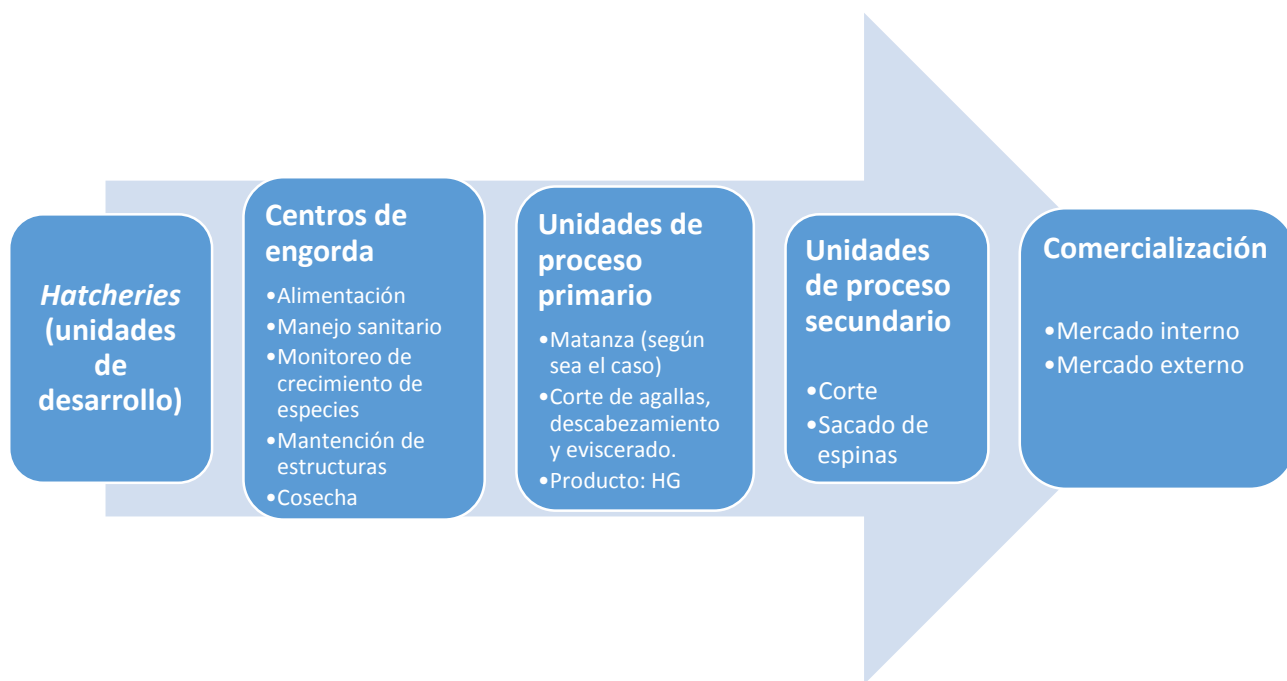 Hatcheries
(unidades
de
desarrollo)
Centros de
engorda
•Alimentación
•Manejo sanitario
•Monitoreo de
crecimiento de
especies
•Mantención de
estructuras
•Cosecha
Unidades de
proceso
primario
•Matanza (según
sea el caso)
•Corte de agallas,
descabezamiento
y eviscerado.
•Producto: HG
Unidades
de proceso
secundario
•Corte
•Sacado de
espinas
Comercialización
•Mercado interno
•Mercado externo